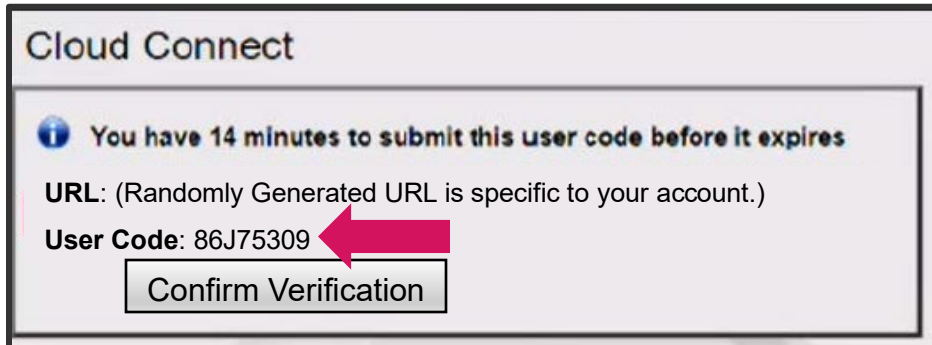 Cloud Connect
You have 14 minutes to submit this user code before it expires
URL: (Randomly Generated URL is specific to your account.)
User Code: 86J75309
Confirm Verification